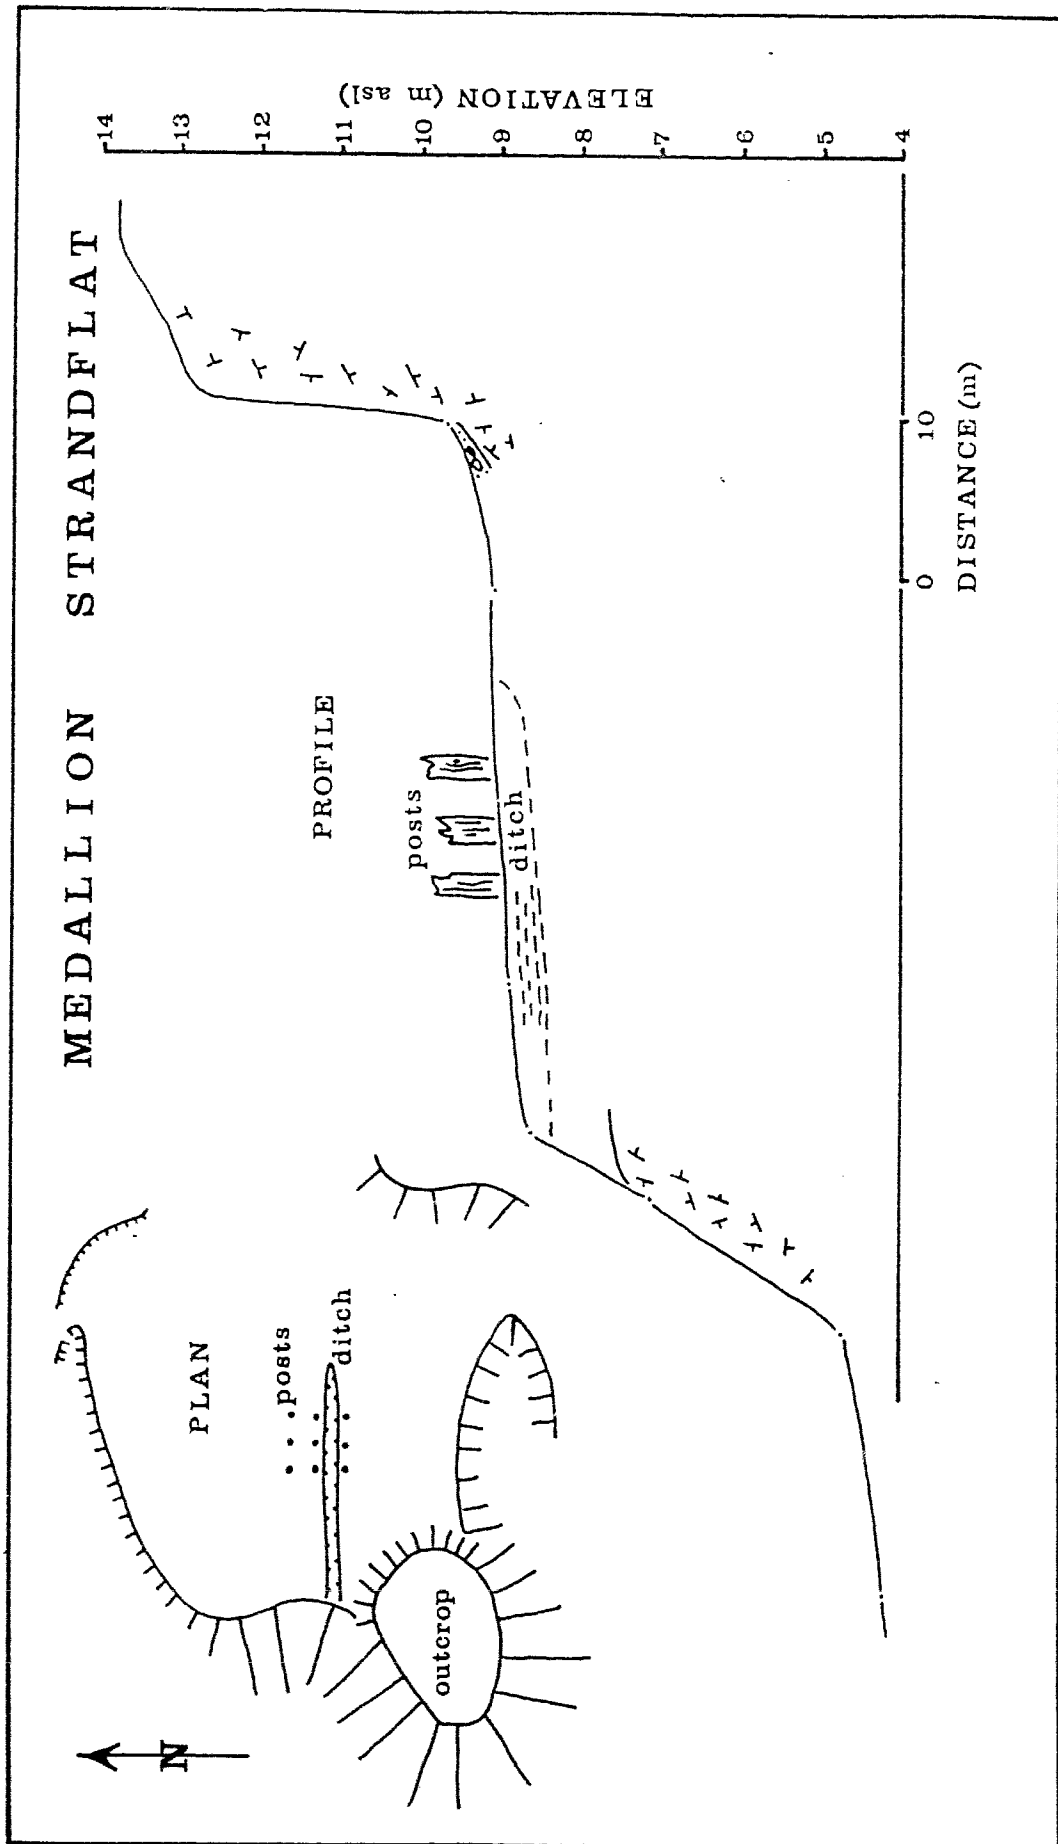 MEDALLION STRANDFLAT
N
PLAN
posts
ditch
outcrop
PROFILE
posts
ditch
ELEVATION (m asl)
14
13
12
11
10
9
8
7
6
5
4
0 10
DISTANCE (m)